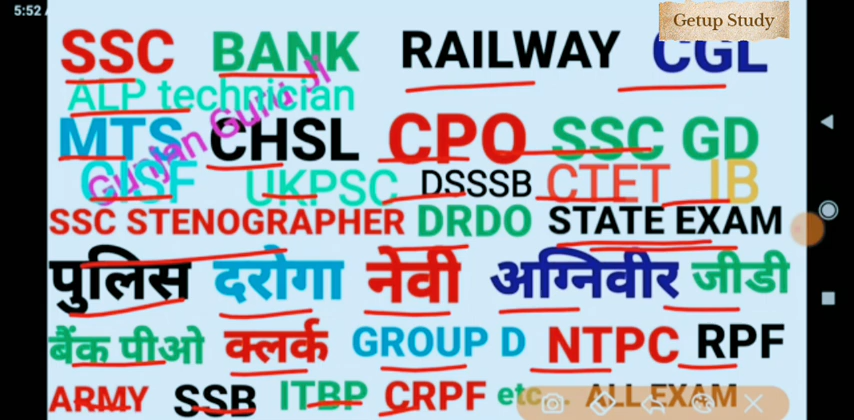 5:52
Getup Study
SSC BANK RAILWAY CGL
ALP technician
Gunjan Guru Ji
MTS CHSL CPO SSC GD
CISF UKPSC DSSSB CTET IB
SSC STENOGRAPHER DRDO STATE EXAM
पुलिस दरोगा नेवी अग्निवीर जीडी
बैंक पीओ क्लर्क GROUP D NTPC RPF
ARMY SSB ITBP CRPF etc... ALL EXAM